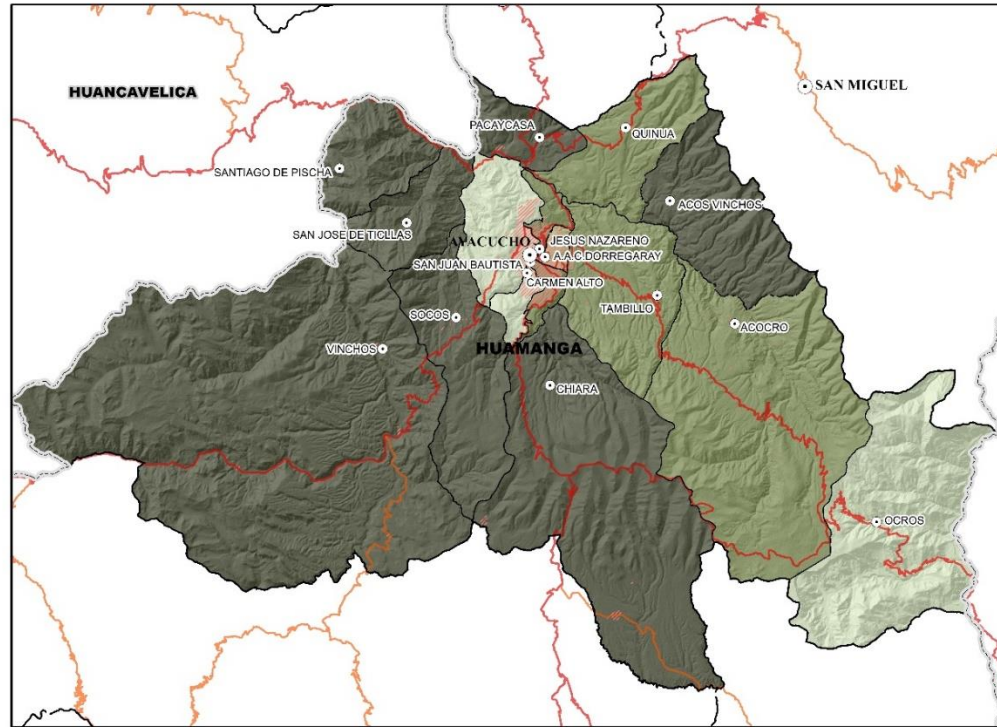 HUANCAVELICA
SAN MIGUEL
PACAYCASA
QUINUA
SANTIAGO DE PISCHA
ACOS VINCHOS
SAN JOSE DE TICLLAS
AYACUCHO
JESUS NAZARENO
A.A.C.DORREGARAY
SAN JUAN BAUTISTA
CARMEN ALTO
TAMBILLO
SOCOS
ACOCRO
VINCHOS
HUAMANGA
CHIARA
OCROS